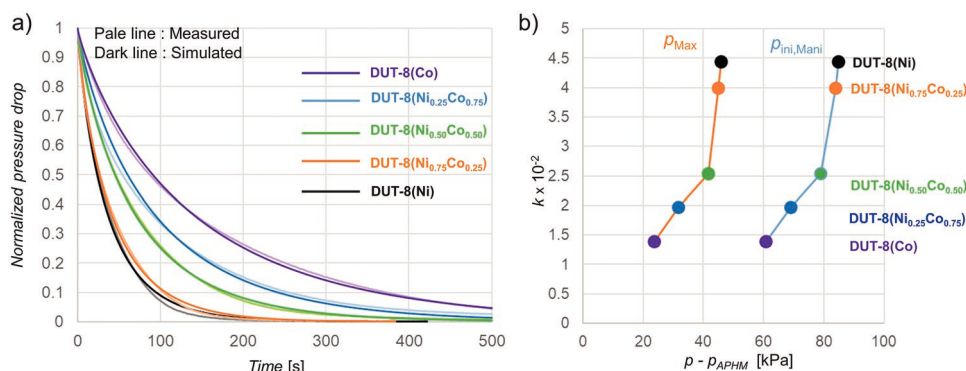 a)
Pale line : Measured
Dark line : Simulated
DUT-8(Co)
DUT-8(Ni0.25Co0.75)
DUT-8(Ni0.50Co0.50)
DUT-8(Ni0.75Co0.25)
DUT-8(Ni)
Normalized pressure drop
1
0.9
0.8
0.7
0.6
0.5
0.4
0.3
0.2
0.1
0
0 100 200 300 400 500
Time [s]
b)
pMax
pini,Mani
DUT-8(Ni)
DUT-8(Ni0.75Co0.25)
DUT-8(Ni0.50Co0.50)
DUT-8(Ni0.25Co0.75)
DUT-8(Co)
k x 10-2
5
4.5
4
3.5
3
2.5
2
1.5
1
0.5
0
0 20 40 60 80 100
p - pAPHM [kPa]